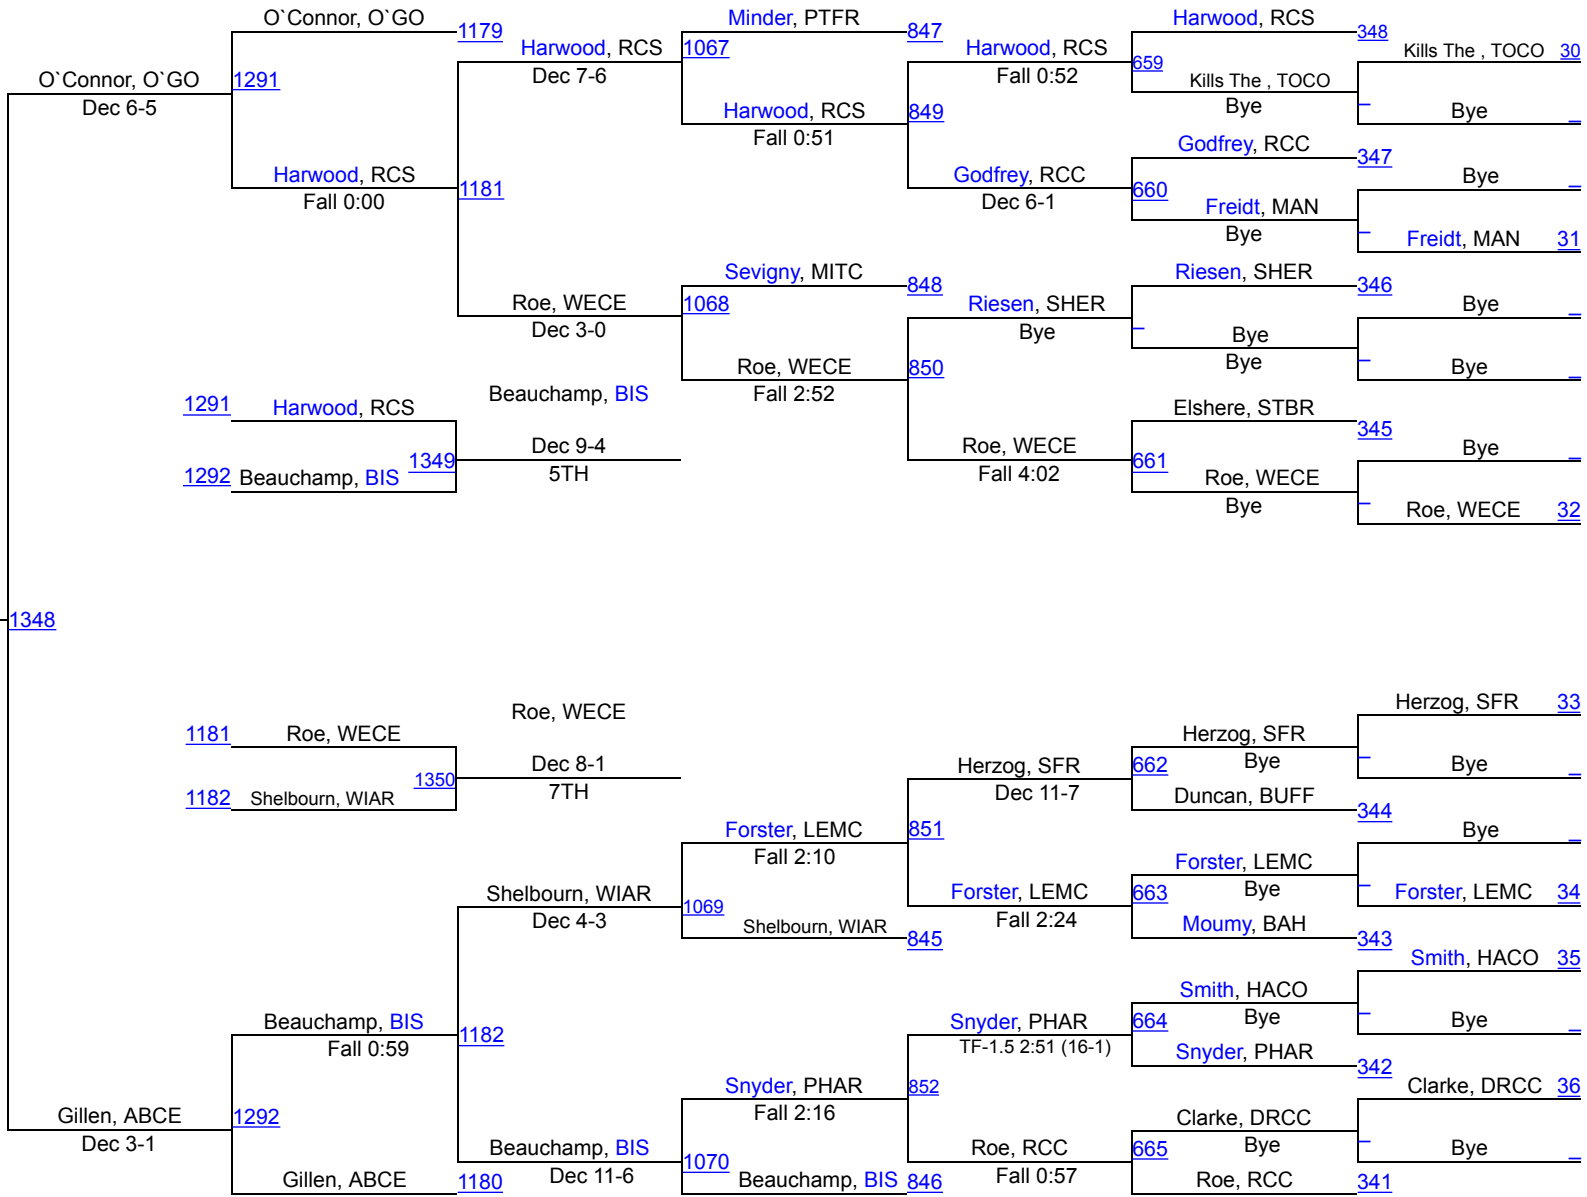 O`Connor, O`GO
1179
Minder, PTFR
847
Harwood, RCS
348
Harwood, RCS
Dec 7-6
1067
Harwood, RCS
Fall 0:52
659
Kills The , TOCO
30
O`Connor, O`GO
Dec 6-5
1291
Kills The , TOCO
Bye
Harwood, RCS
Fall 0:51
849
Bye
Godfrey, RCC
347
Harwood, RCS
Fall 0:00
1181
Godfrey, RCC
Dec 6-1
660
Bye
Freidt, MAN
Bye
Freidt, MAN
31
Sevigny, MITC
848
Riesen, SHER
346
Roe, WECE
Dec 3-0
1068
Riesen, SHER
Bye
Bye
Bye
Bye
Roe, WECE
Fall 2:52
850
Bye
Beauchamp, BIS
1291
Harwood, RCS
Elshere, STBR
345
Dec 9-4
5TH
1349
1292
Beauchamp, BIS
Roe, WECE
Fall 4:02
661
Bye
Roe, WECE
Bye
Roe, WECE
32
1348
Herzog, SFR
33
Roe, WECE
1181
Roe, WECE
Herzog, SFR
Bye
Dec 8-1
7TH
1350
Herzog, SFR
Dec 11-7
662
Bye
1182
Shelbourn, WIAR
Duncan, BUFF
344
Forster, LEMC
Fall 2:10
851
Bye
Forster, LEMC
Bye
Shelbourn, WIAR
Dec 4-3
1069
Forster, LEMC
Fall 2:24
663
Forster, LEMC
34
Shelbourn, WIAR
845
Moumy, BAH
343
Smith, HACO
35
Smith, HACO
Bye
Beauchamp, BIS
Fall 0:59
1182
Snyder, PHAR
TF-1.5 2:51 (16-1)
664
Bye
Snyder, PHAR
342
Snyder, PHAR
Fall 2:16
852
Clarke, DRCC
36
Gillen, ABCE
Dec 3-1
1292
Clarke, DRCC
Bye
Beauchamp, BIS
Dec 11-6
1070
Roe, RCC
Fall 0:57
665
Bye
Gillen, ABCE
1180
Beauchamp, BIS
846
Roe, RCC
341